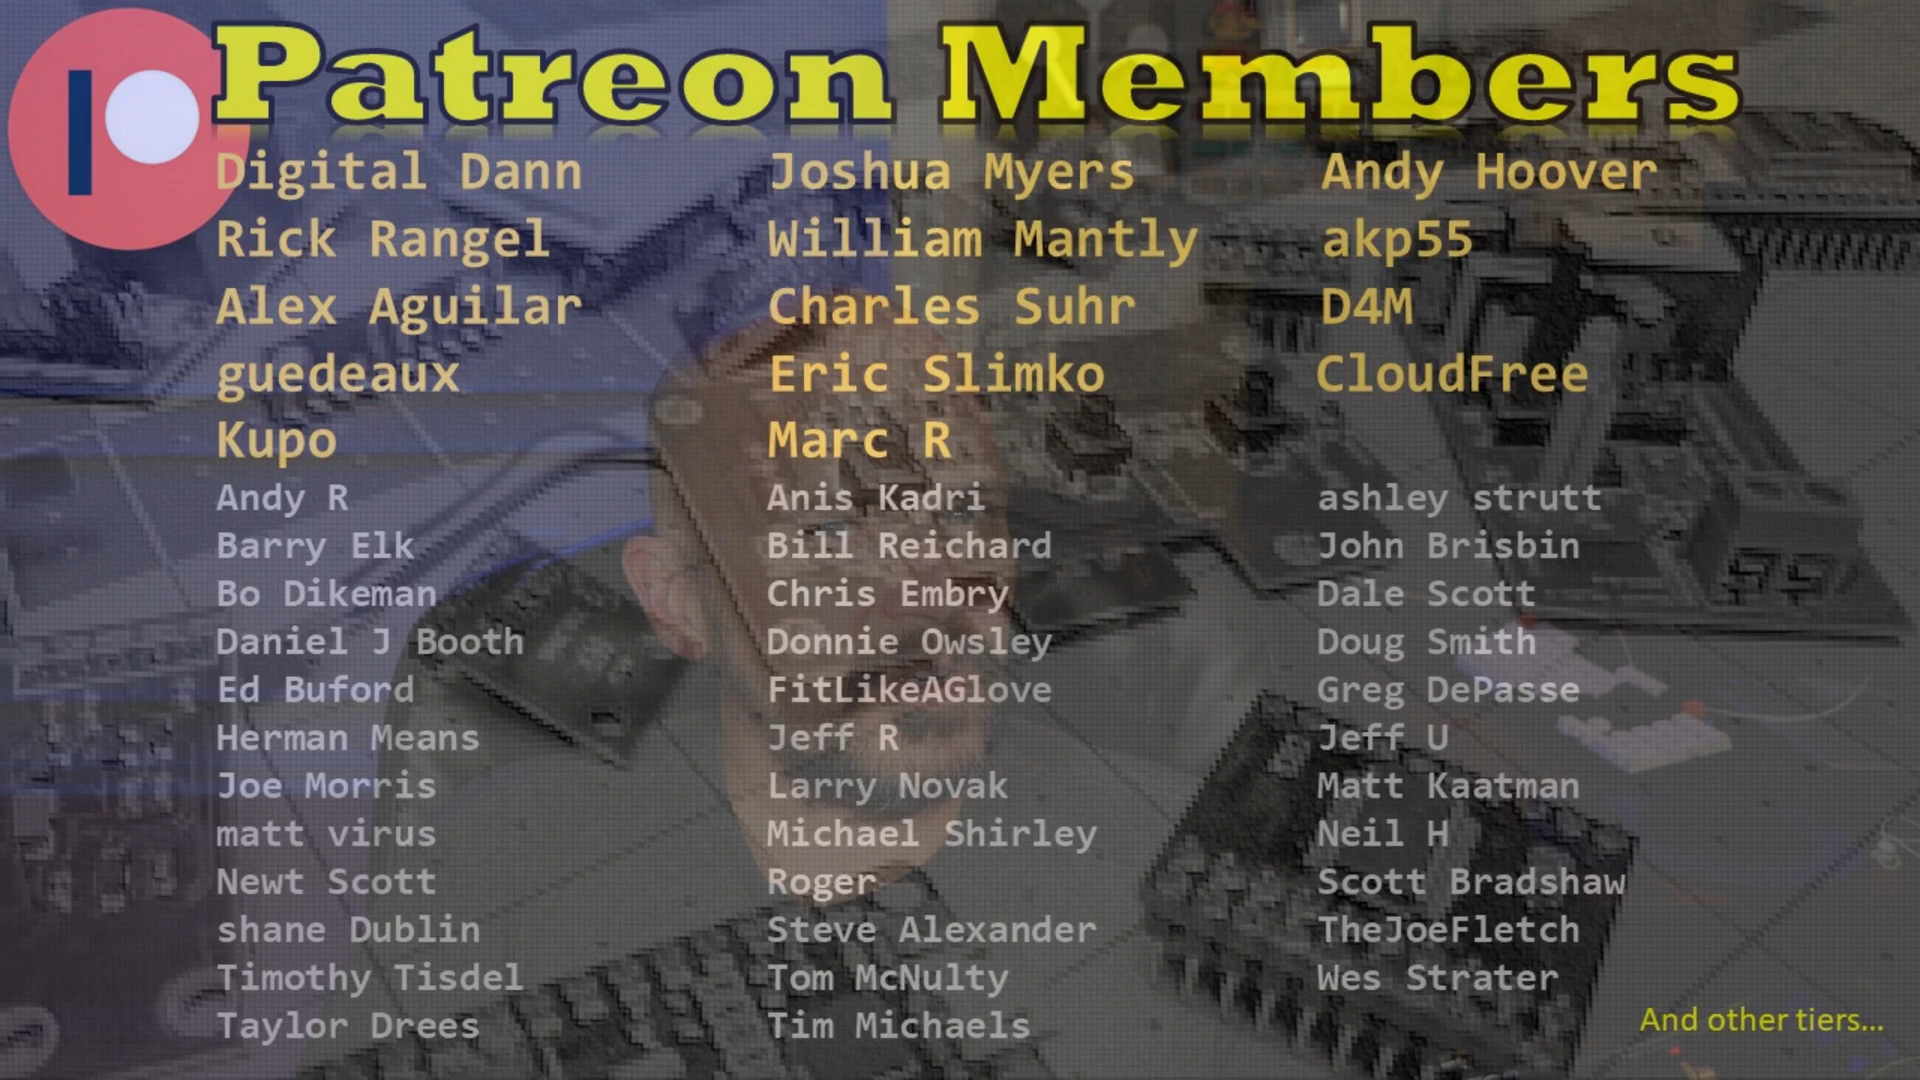 Patreon Members
Digital Dann Joshua Myers Andy Hoover
Rick Rangel William Mantly akp55
Alex Aguilar Charles Suhr D4M
guedeaux Eric Slimko CloudFree
Kupo Marc R
Andy R Anis Kadri ashley strutt
Barry Elk Bill Reichard John Brisbin
Bo Dikeman Chris Embry Dale Scott
Daniel J Booth Donnie Owsley Doug Smith
Ed Buford FitLikeAGlove Greg DePasse
Herman Means Jeff R Jeff U
Joe Morris Larry Novak Matt Kaatman
matt virus Michael Shirley Neil H
Newt Scott Roger Scott Bradshaw
shane Dublin Steve Alexander TheJoeFletch
Timothy Tisdel Tom McNulty Wes Strater
Taylor Drees Tim Michaels
And other tiers...